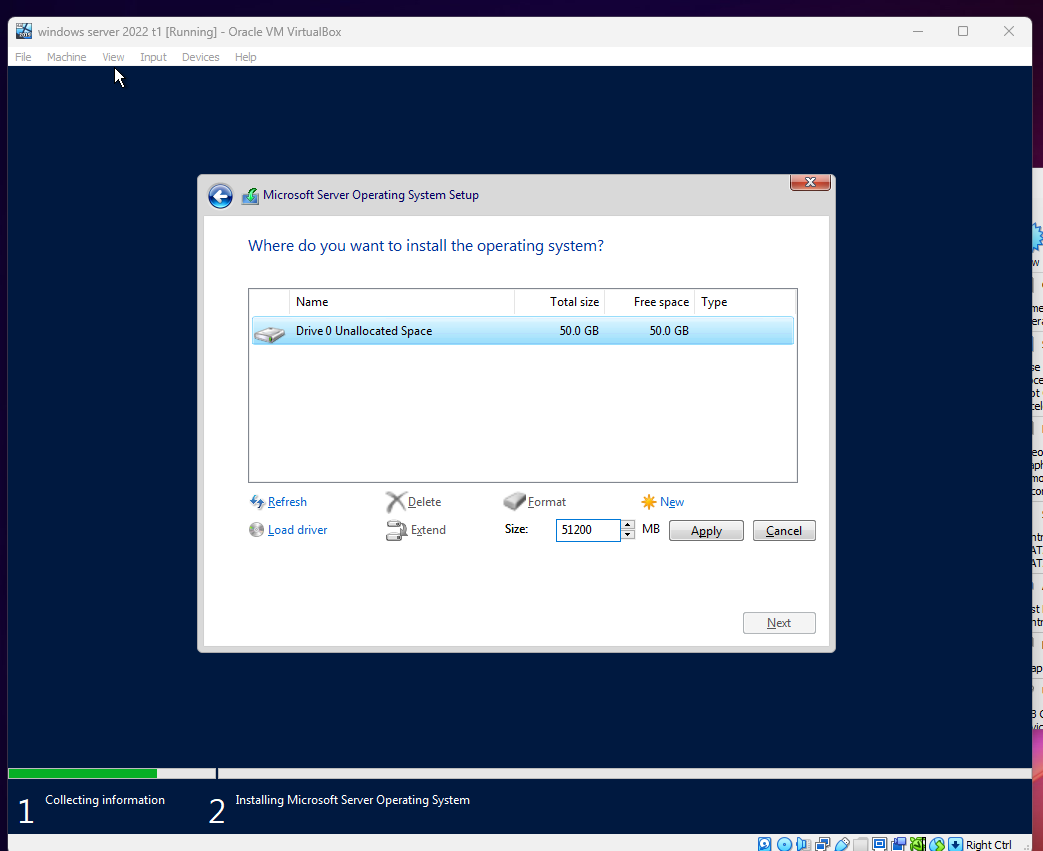 windows server 2022 t1 [Running] - Oracle VM VirtualBox
File Machine View Input Devices Help
Microsoft Server Operating System Setup
Where do you want to install the operating system?
Name Total size Free space Type
Drive 0 Unallocated Space 50.0 GB 50.0 GB
Refresh Delete Format New
Load driver Extend Size: 51200 MB Apply Cancel
Next
1 Collecting information 2 Installing Microsoft Server Operating System
Right Ctrl